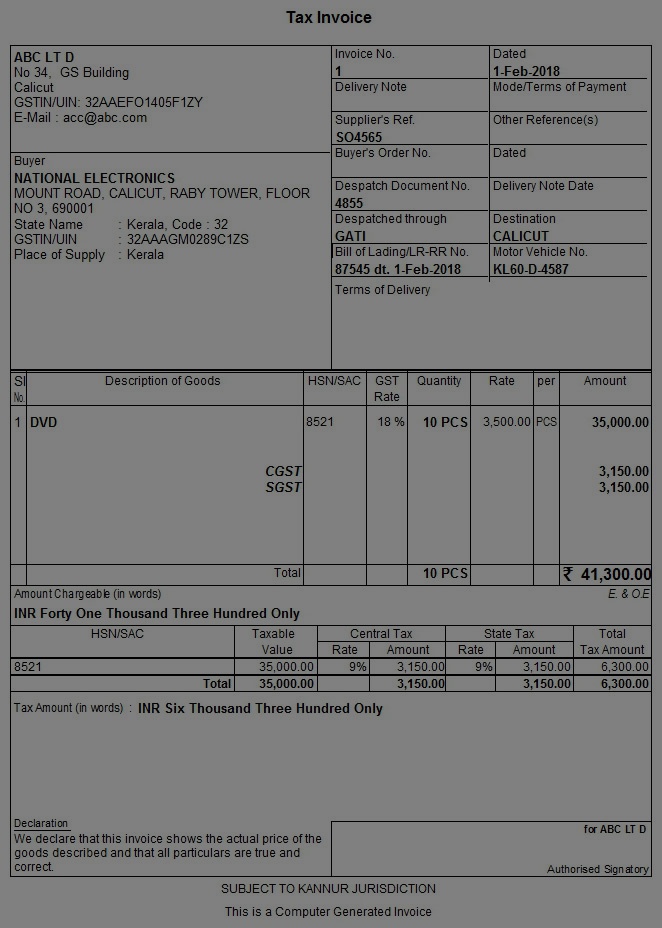 Tax Invoice
ABC LT D
No 34, GS Building
Calicut
GSTIN/UIN: 32AAEFO1405F1ZY
E-Mail : acc@abc.com
Invoice No.
1
Dated
1-Feb-2018
Delivery Note
Mode/Terms of Payment
Supplier's Ref.
SO4565
Other Reference(s)
Buyer
NATIONAL ELECTRONICS
MOUNT ROAD, CALICUT, RABY TOWER, FLOOR
NO 3, 690001
State Name : Kerala, Code : 32
GSTIN/UIN : 32AAAGM0289C1ZS
Place of Supply : Kerala
Buyer's Order No.
Dated
Despatch Document No.
4855
Delivery Note Date
Despatched through
GATI
Destination
CALICUT
Bill of Lading/LR-RR No.
87545 dt. 1-Feb-2018
Motor Vehicle No.
KL60-D-4587
Terms of Delivery
Sl No. Description of Goods HSN/SAC GST Rate Quantity Rate per Amount
1 DVD 8521 18 % 10 PCS 3,500.00 PCS 35,000.00
CGST 3,150.00
SGST 3,150.00
Total 10 PCS ₹ 41,300.00
Amount Chargeable (in words) E. & O.E
INR Forty One Thousand Three Hundred Only
HSN/SAC Taxable Central Tax State Tax Total
Value Rate Amount Rate Amount Tax Amount
8521 35,000.00 9% 3,150.00 9% 3,150.00 6,300.00
Total 35,000.00 3,150.00 3,150.00 6,300.00
Tax Amount (in words) : INR Six Thousand Three Hundred Only
Declaration
We declare that this invoice shows the actual price of the
goods described and that all particulars are true and
correct.
for ABC LT D
Authorised Signatory
SUBJECT TO KANNUR JURISDICTION
This is a Computer Generated Invoice